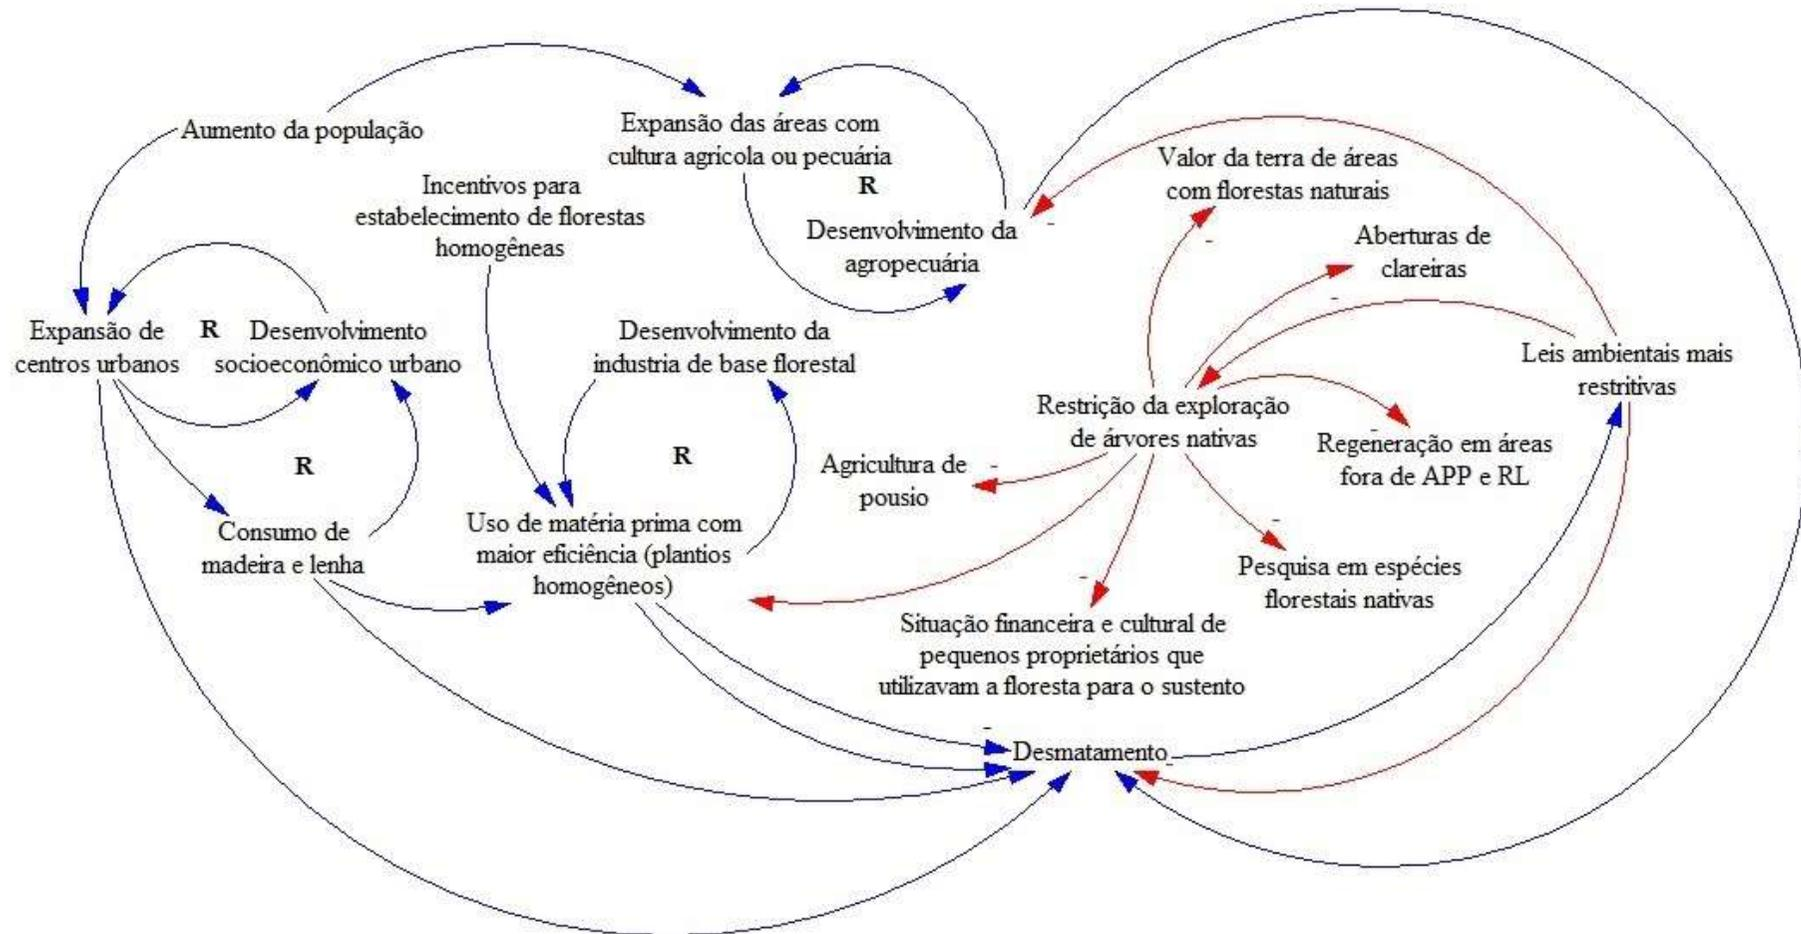 Aumento da população
Expansão das áreas com
cultura agrícola ou pecuária
R
Incentivos para
estabelecimento de florestas
homogêneas
Desenvolvimento da
agropecuária
-
Valor da terra de áreas
com florestas naturais
-
Aberturas de
clareiras
-
Expansão de
centros urbanos
R
Desenvolvimento
socioeconômico urbano
Desenvolvimento da
industria de base florestal
Leis ambientais mais
restritivas
Restrição da exploração
de árvores nativas
-
Regeneração em áreas
fora de APP e RL
R
R
Agricultura de
pousio
-
Consumo de
madeira e lenha
Uso de matéria prima com
maior eficiência (plantios
homogêneos)
-
Pesquisa em espécies
florestais nativas
-
Situação financeira e cultural de
pequenos proprietários que
utilizavam a floresta para o sustento
-
Desmatamento
-